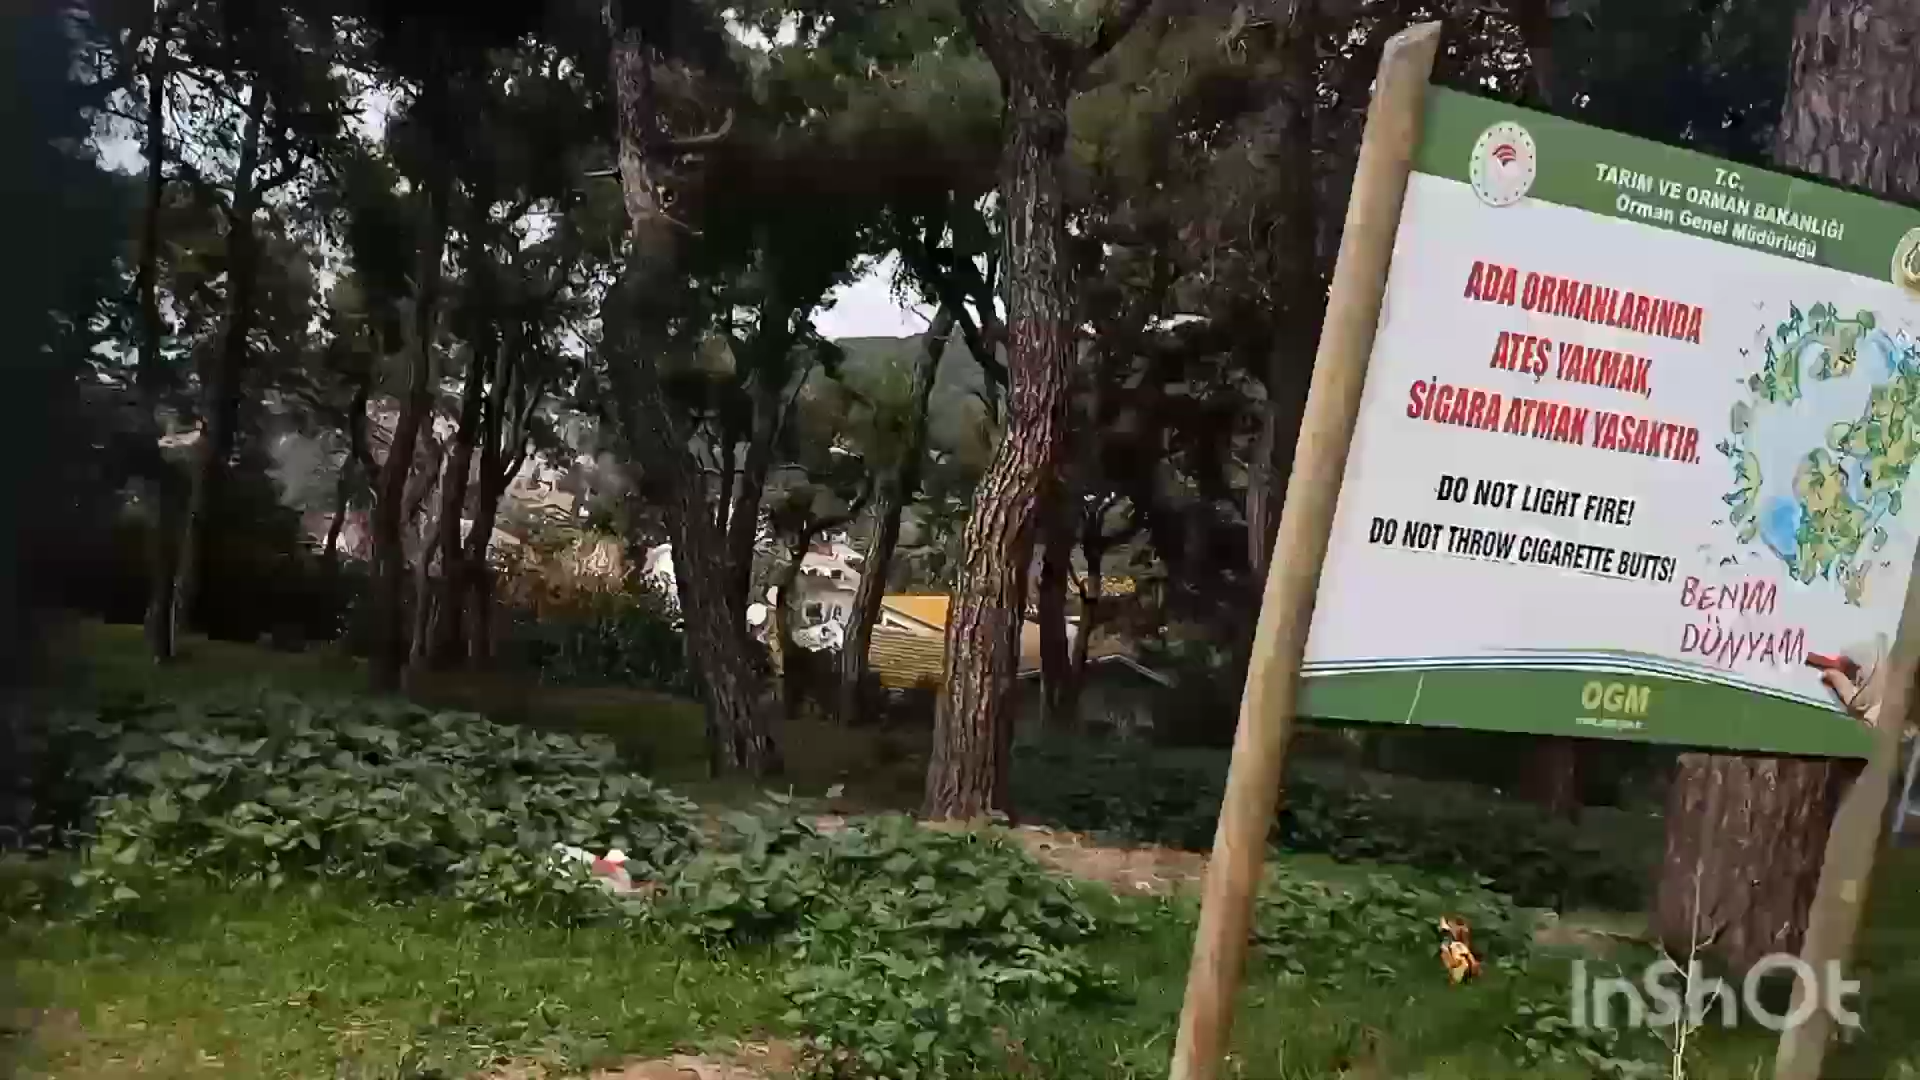 T.C.
TARIM VE ORMAN BAKANLIĞI
Orman Genel Müdürlüğü
ADA ORMANLARINDA
ATEŞ YAKMAK,
SİGARA ATMAK YASAKTIR.
DO NOT LIGHT FIRE!
DO NOT THROW CIGARETTE BUTTS!
BENİM
DÜNYAM
OGM
InShOt